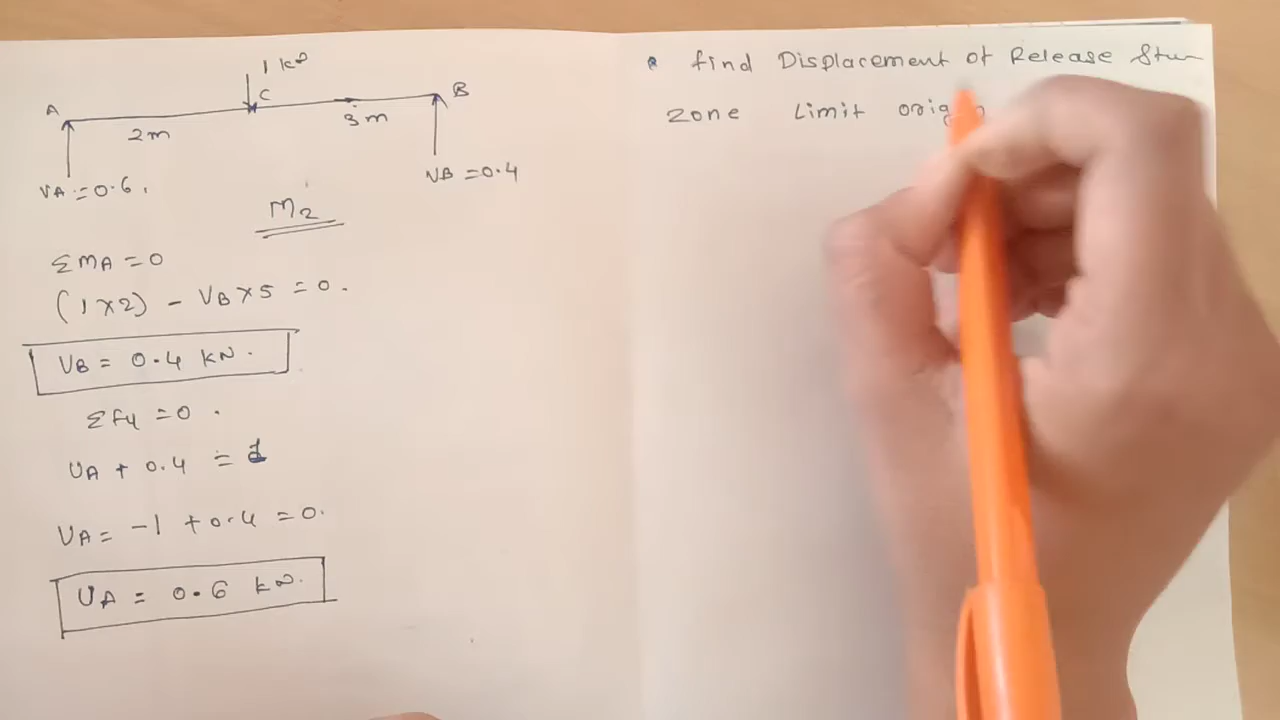 1 kN
A
C
B
2m
3m
VA = 0.6.
VB = 0.4
M2
ΣMA = 0
(1×2) - VB×5 = 0.
VB = 0.4 kN.
Σfy = 0.
VA + 0.4 = 1
VA = -1 + 0.4 = 0.
VA = 0.6 kN.
find Displacement of Release
zone Limit